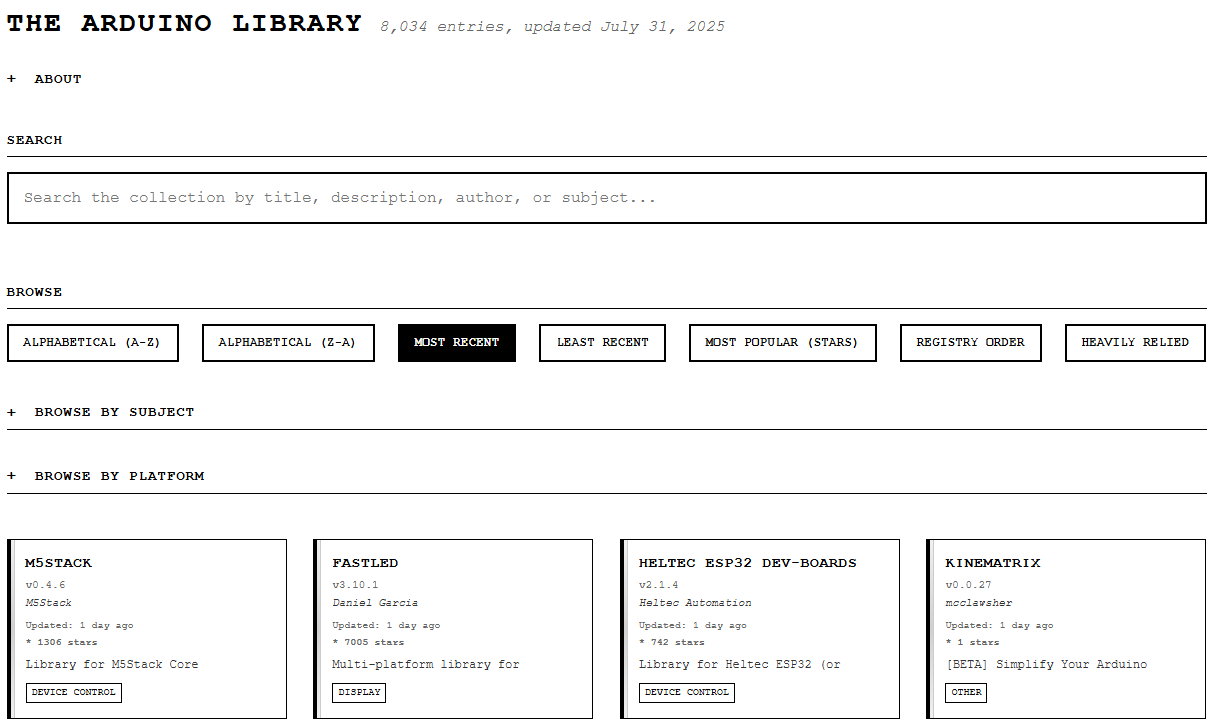 THE ARDUINO LIBRARY 8,034 entries, updated July 31, 2025
+ ABOUT
SEARCH
Search the collection by title, description, author, or subject...
BROWSE
ALPHABETICAL (A-Z) ALPHABETICAL (Z-A) MOST RECENT LEAST RECENT MOST POPULAR (STARS) REGISTRY ORDER HEAVILY RELIED
+ BROWSE BY SUBJECT
+ BROWSE BY PLATFORM
M5STACK
v0.4.6
M5Stack
Updated: 1 day ago
* 1306 stars
Library for M5Stack Core
DEVICE CONTROL
FASTLED
v3.10.1
Daniel Garcia
Updated: 1 day ago
* 7005 stars
Multi-platform library for
DISPLAY
HELTEC ESP32 DEV-BOARDS
v2.1.4
Heltec Automation
Updated: 1 day ago
* 742 stars
Library for Heltec ESP32 (or
DEVICE CONTROL
KINEMATRIX
v0.0.27
mcclawsher
Updated: 1 day ago
* 1 stars
[BETA] Simplify Your Arduino
OTHER